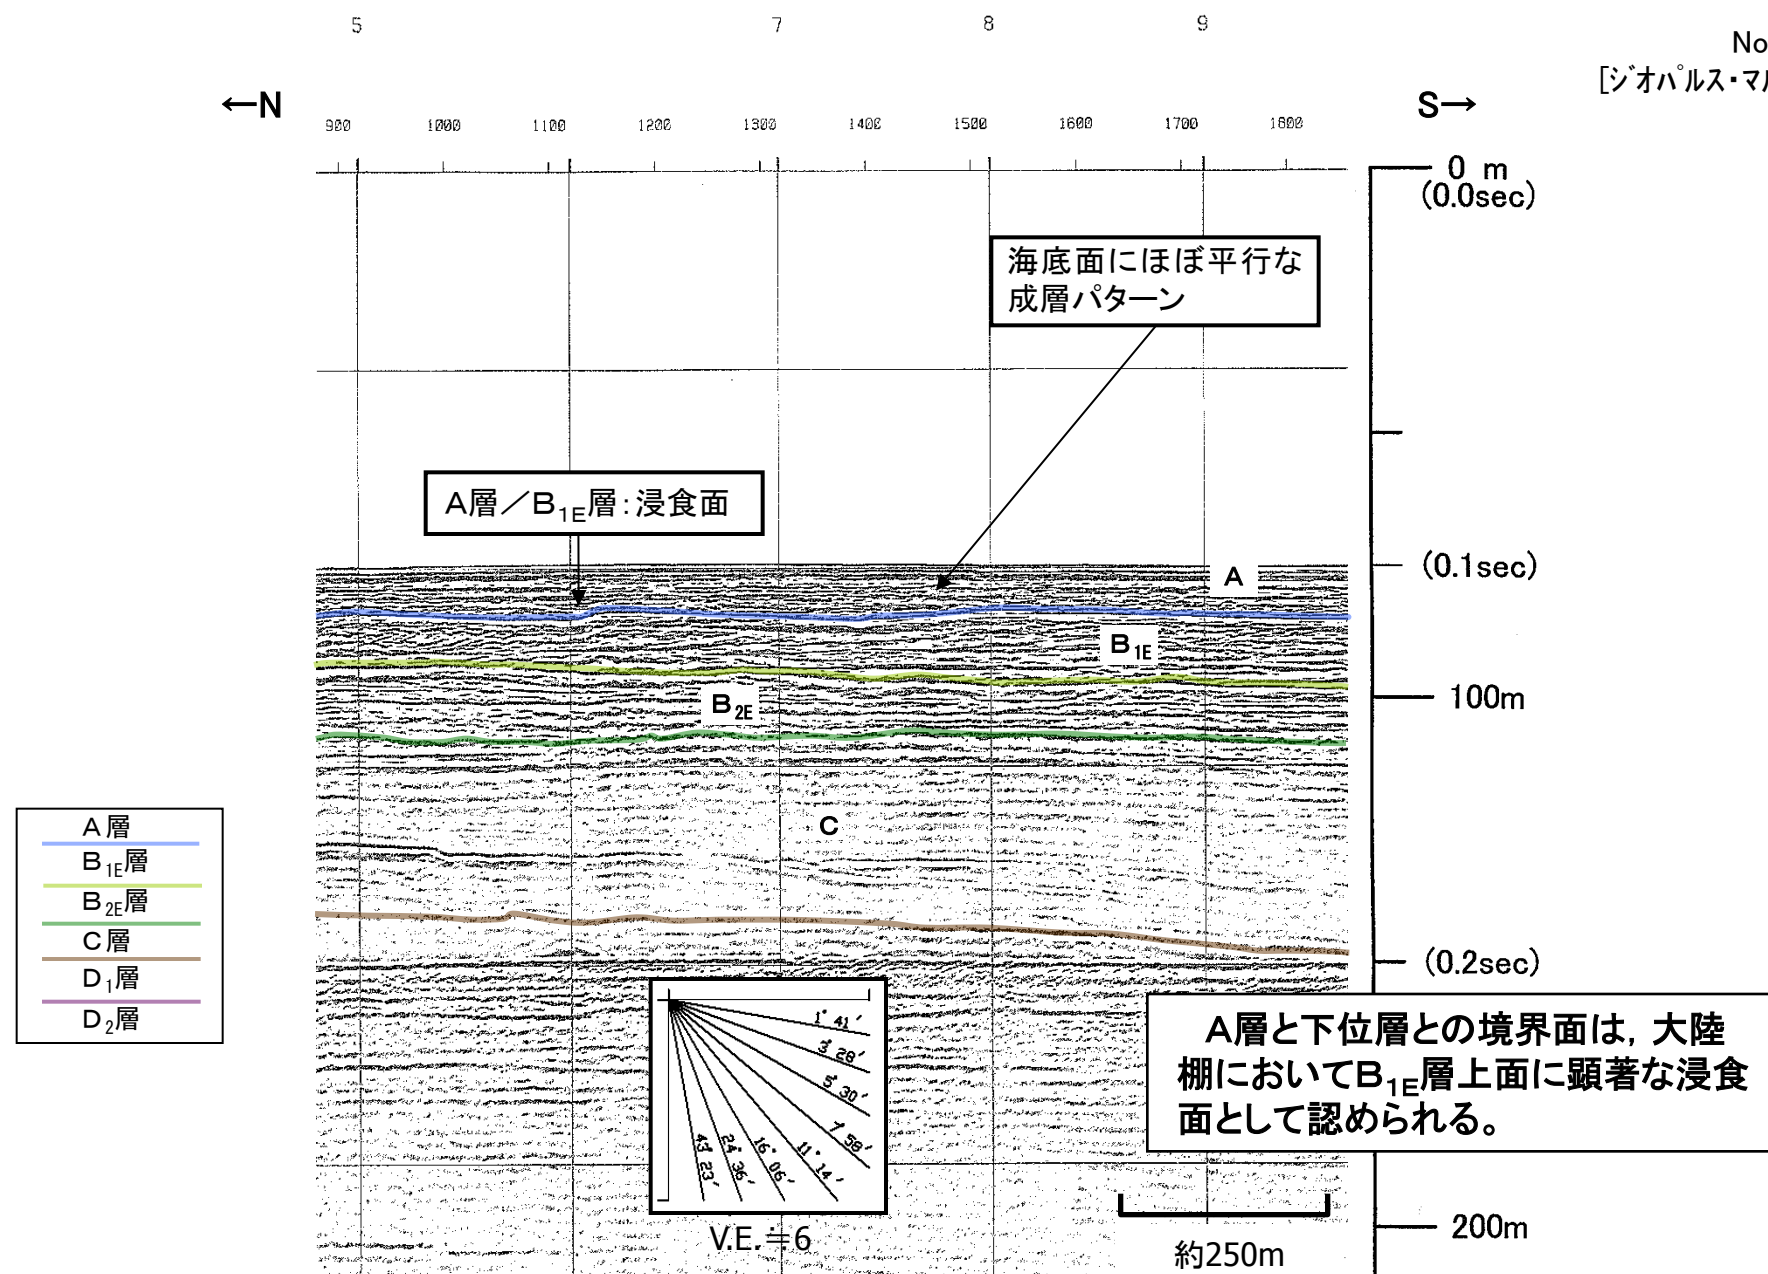 5 7 8 9
No
[ジオパルス・マル
←N
S→
900 1000 1100 1200 1300 1400 1500 1600 1700 1800
0 m
(0.0sec)
海底面にほぼ平行な
成層パターン
A層／B1E層：浸食面
(0.1sec)
A
B1E
100m
B2E
C
A層
B1E層
B2E層
C層
D1層
D2層
(0.2sec)
1° 41′
3° 28′
5° 30′
7° 58′
11° 14′
16° 06′
24° 36′
43° 23′
V.E.≒6
A層と下位層との境界面は，大陸
棚においてB1E層上面に顕著な浸食
面として認められる。
約250m
200m